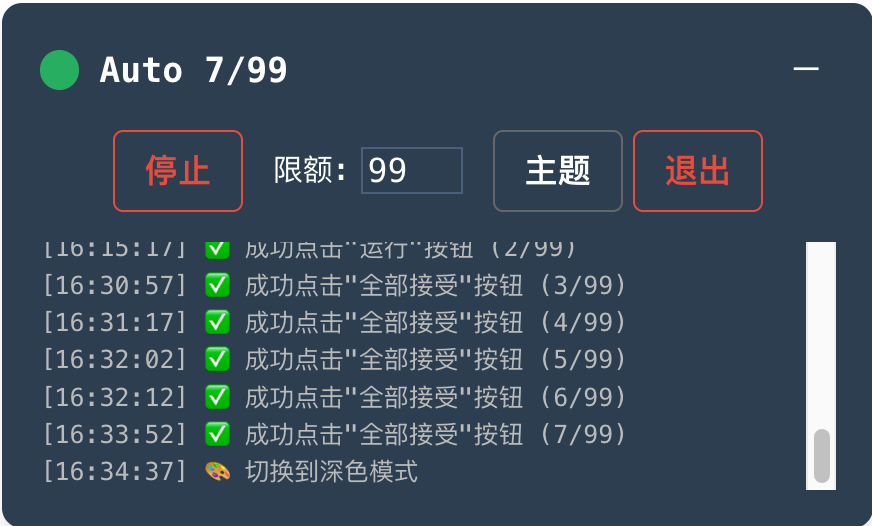 Auto 7/99
停止 限额: 99 主题 退出
[16:15:17] ✅ 成功点击"运行"按钮 (2/99)
[16:30:57] ✅ 成功点击"全部接受"按钮 (3/99)
[16:31:17] ✅ 成功点击"全部接受"按钮 (4/99)
[16:32:02] ✅ 成功点击"全部接受"按钮 (5/99)
[16:32:12] ✅ 成功点击"全部接受"按钮 (6/99)
[16:33:52] ✅ 成功点击"全部接受"按钮 (7/99)
[16:34:37] 🎨 切换到深色模式